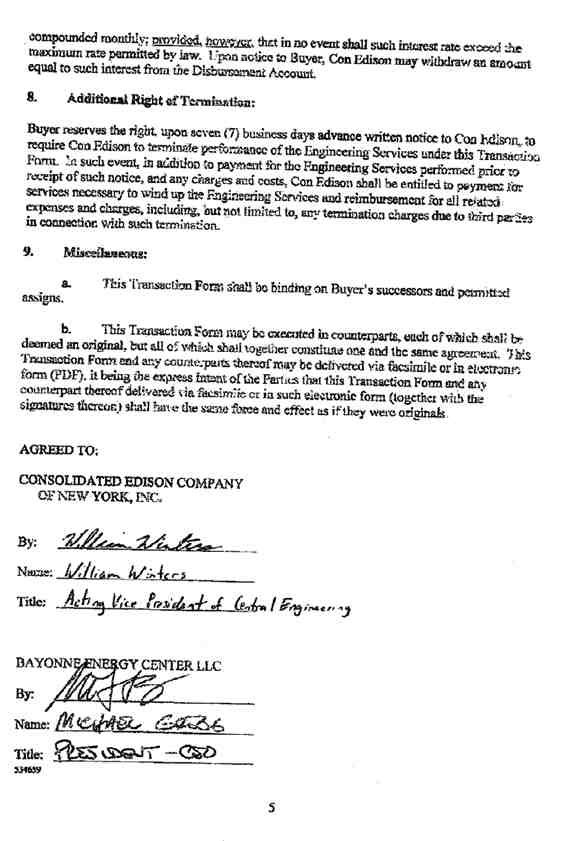 compounded monthly; provided, however, that in no event shall such interest rate exceed the
maximum rate permitted by law. Upon notice to Buyer, Con Edison may withdraw an amount
equal to such interest from the Disbursement Account.
8. Additional Right of Termination:
Buyer reserves the right, upon seven (7) business days advance written notice to Con Edison, to
require Con Edison to terminate performance of the Engineering Services under this Transaction
Form. In such event, in addition to payment for the Engineering Services performed prior to
receipt of such notice, and any charges and costs, Con Edison shall be entitled to payment for
services necessary to wind up the Engineering Services and reimbursement for all related
expenses and charges, including, but not limited to, any termination charges due to third parties
in connection with such termination.
9. Miscellaneous:
a. This Transaction Form shall be binding on Buyer's successors and permitted
assigns.
b. This Transaction Form may be executed in counterparts, each of which shall be
deemed an original, but all of which shall together constitute one and the same agreement. This
Transaction Form and any counterparts thereof may be delivered via facsimile or in electronic
form (PDF), it being the express intent of the Parties that this Transaction Form and any
counterpart thereof delivered via facsimile or in such electronic form (together with the
signatures thereon) shall have the same force and effect as if they were originals.
AGREED TO:
CONSOLIDATED EDISON COMPANY
OF NEW YORK, INC.
By: William Winters
Name: William Winters
Title: Acting Vice President of Central Engineering
BAYONNE ENERGY CENTER LLC
By:
Name: MICHAEL
Title: PRESIDENT - CEO
534659
5